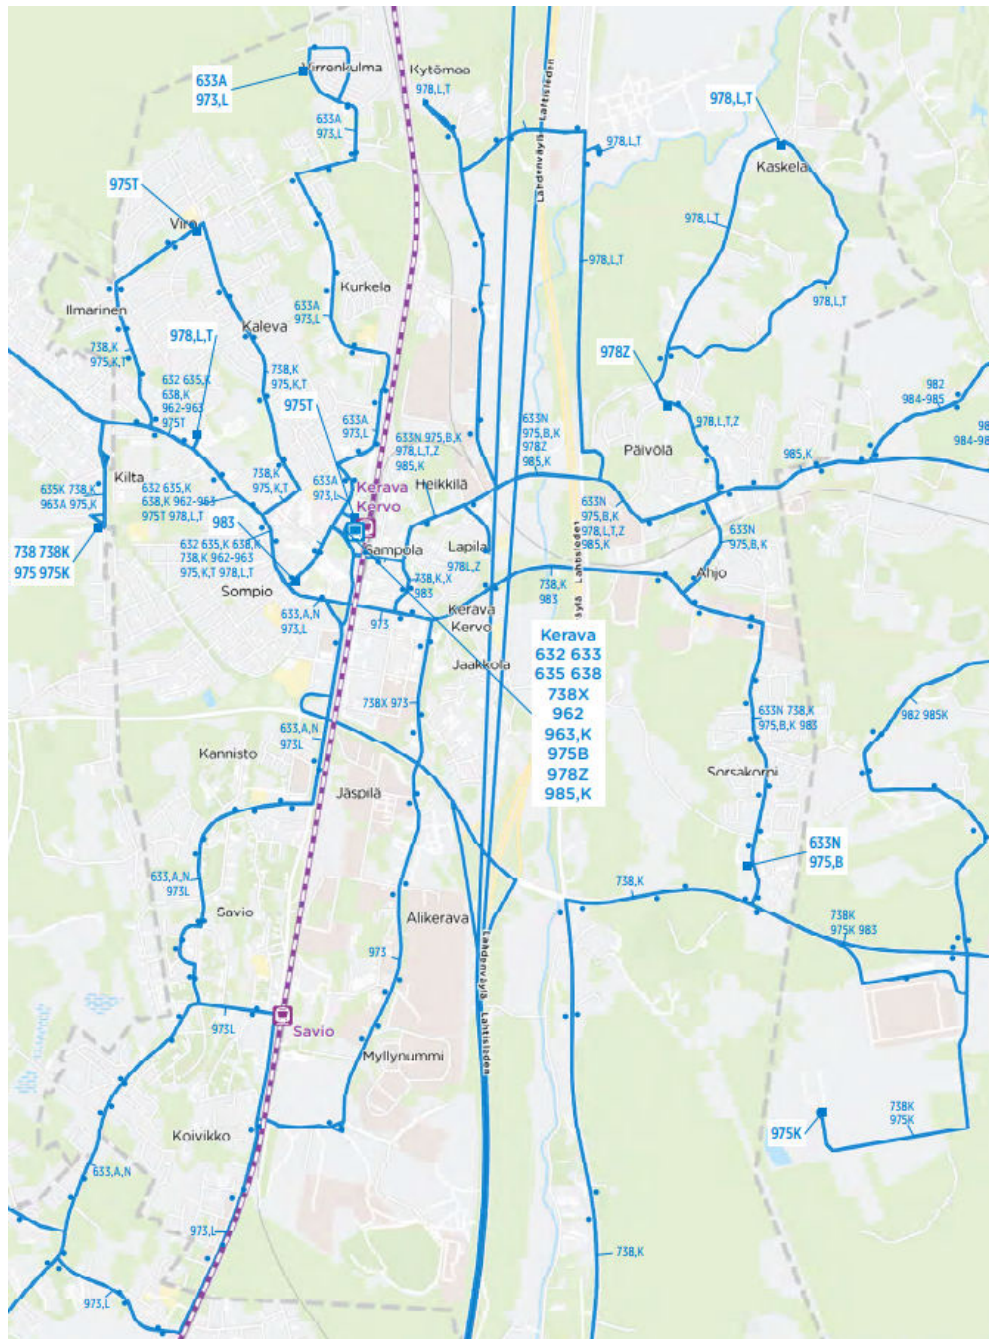 Virrenkulma
633A
973,L
Kytömaa
978,L,T
633A
973,L
Lahdenväylä Lahtisleden
978,L,T
978,L,T
Kaskela
975T
Virе
978,L,T
978,L,T
978,L,T
Kurkela
633A
973,L
Ilmarinen
Kaleva
978,L,T
738,K
975,K,T
738,K
975,K,T
978Z
632 635,K
638,K
962-963
975T
975T
982
984-985
978,L,T,Z
633A
973,L
633N 975,B,K
978,L,T,Z
985,K
633N
975,B,K
978Z
985,K
Päivölä
985,K
Kilta
738,K
975,K,T
633A
973,L
Kerava
Kervo
Heikkilä
635K 738,K
963A 975,K
632 635,K
638,K 962-963
975T 978,L,T
633N
975,B,K
978,L,T,Z
985,K
633N
975,B,K
983
738 738K
975 975K
632 635,K 638,K
738,K 962-963
975,K,T 978,L,T
Sampola
Lapila
978L,Z
Sompio
738,K,X
983
738,K
983
Ahjo
633,A,N
973,L
973
Kerava
Kervo
Jaakkola
Kerava
632 633
635 638
738X
962
963,K
975B
978Z
985,K
738X 973
633N 738,K
975,B,K 983
982 985K
633,A,N
973L
Kannisto
Sorsakorpi
Jäspilä
633N
975,B
633,A,N
973L
738,K
Savio
Alikerava
738K
975K 983
973
Lahdenväylä Lahtisleden
973L
Savio
Myllynummi
738K
975K
975K
Koivikko
633,A,N
973,L
738,K
973,L